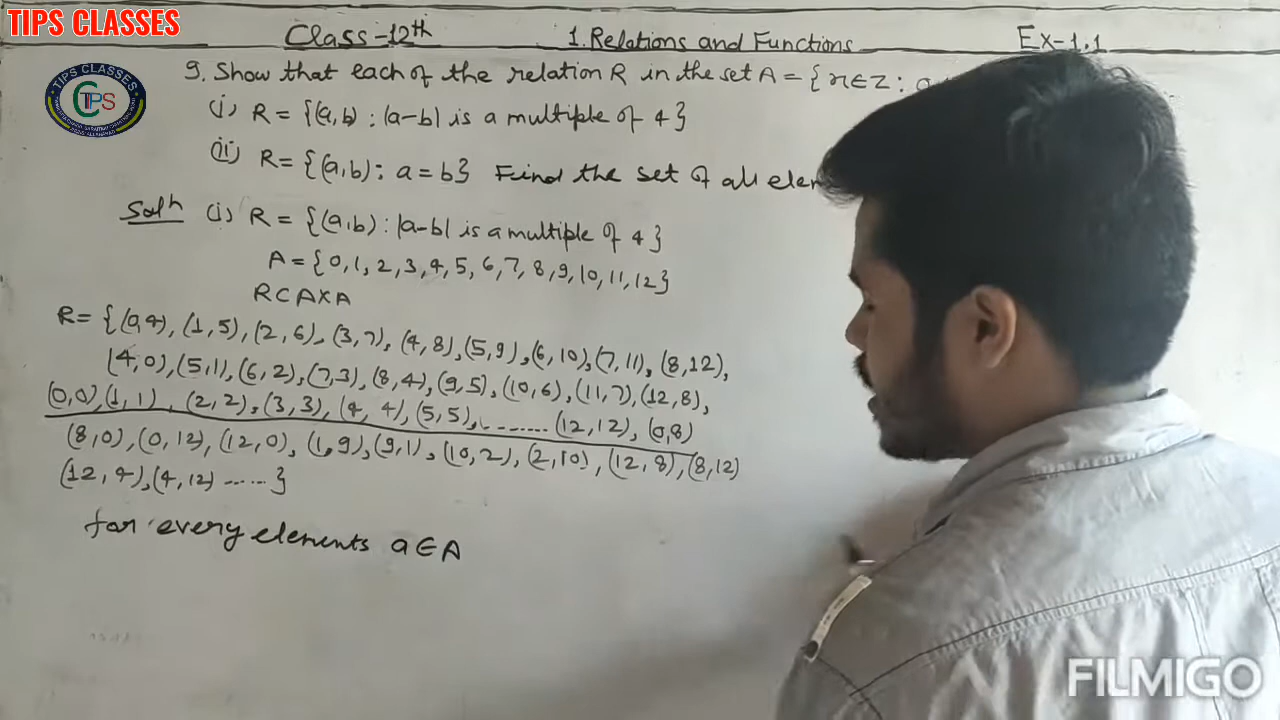 TIPS CLASSES
Class-12th 1. Relations and Functions Ex-1.1
9. Show that each of the relation R in the set A = {x∈Z : 0
(i) R = {(a,b) : |a-b| is a multiple of 4}
(ii) R = {(a,b) : a = b} Find the set of all
TIPS CLASSES
TIPS
Solⁿ (i) R = {(a,b) : |a-b| is a multiple of 4}
A = {0,1,2,3,4,5,6,7,8,9,10,11,12}
R⊂A×A
R = {(0,4), (1,5), (2,6), (3,7), (4,8), (5,9), (6,10), (7,11), (8,12),
(4,0), (5,1), (6,2), (7,3), (8,4), (9,5), (10,6), (11,7), (12,8),
(0,0), (1,1), (2,2), (3,3), (4,4), (5,5), ........ (12,12), (0,8)
(8,0), (0,12), (12,0), (1,9), (9,1), (10,2), (2,10), (12,8), (8,12)
(12,4), (4,12) ...... }
for every elements a∈A
FILMIGO